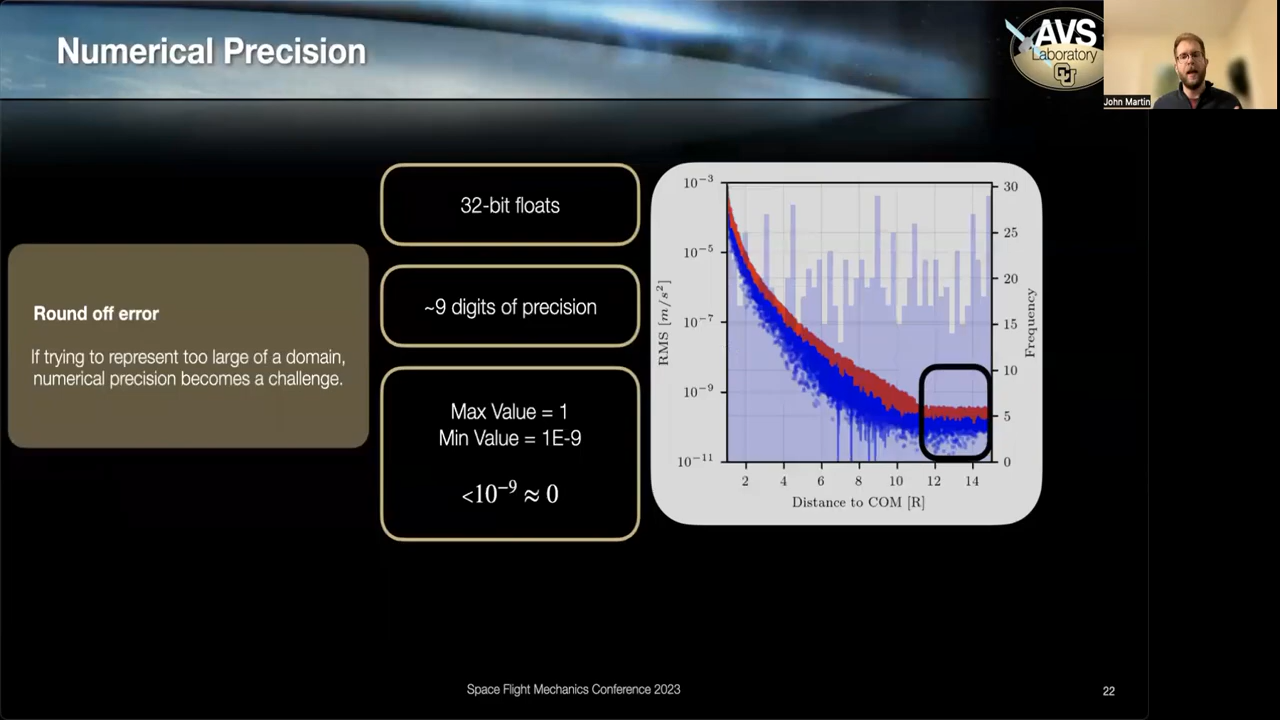 Numerical Precision
AVS
Laboratory
CU
John Martin
Round off error
If trying to represent too large of a domain,
numerical precision becomes a challenge.
32-bit floats
~9 digits of precision
Max Value = 1
Min Value = 1E-9
<10⁻⁹ ≈ 0
10⁻³
10⁻⁵
10⁻⁷
10⁻⁹
10⁻¹¹
RMS [m/s²]
30
25
20
15
10
5
0
Frequency
2 4 6 8 10 12 14
Distance to COM [R]
Space Flight Mechanics Conference 2023
22